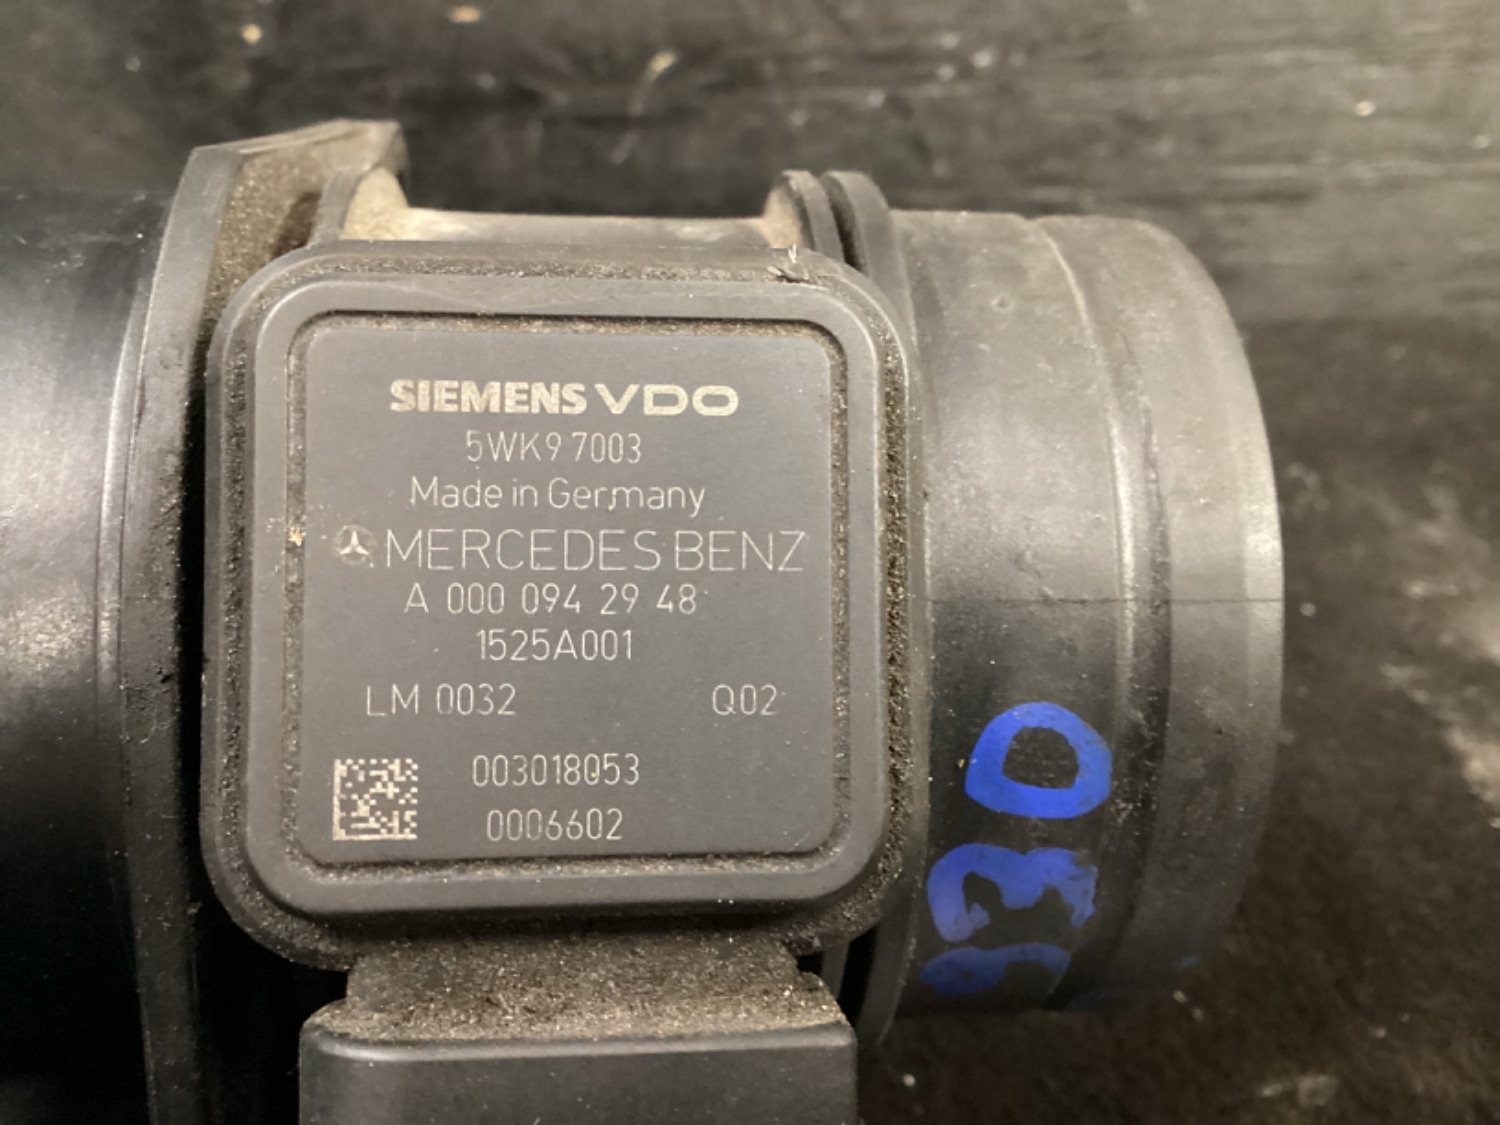 SIEMENS VDO
5WK9 7003
Made in Germany
MERCEDES BENZ
A 000 094 29 48
1525A001
LM 0032 Q02
003018053
0006602